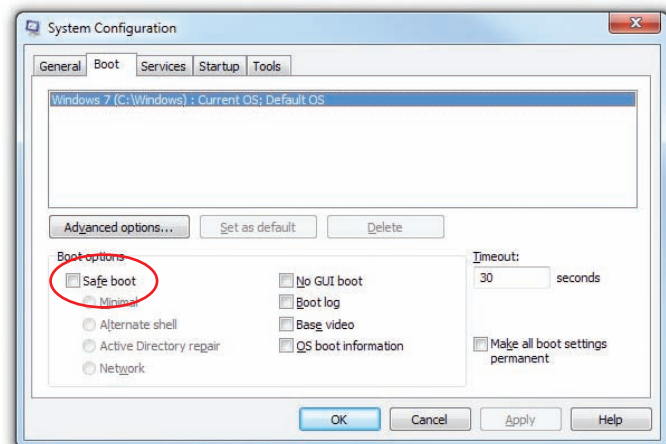 System Configuration
General Boot Services Startup Tools
Windows 7 (C:\Windows) : Current OS; Default OS
Advanced options... Set as default Delete
Boot options
Timeout:
Safe boot No GUI boot 30 seconds
Minimal Boot log
Alternate shell Base video
Active Directory repair OS boot information Make all boot settings
permanent
Network
OK Cancel Apply Help